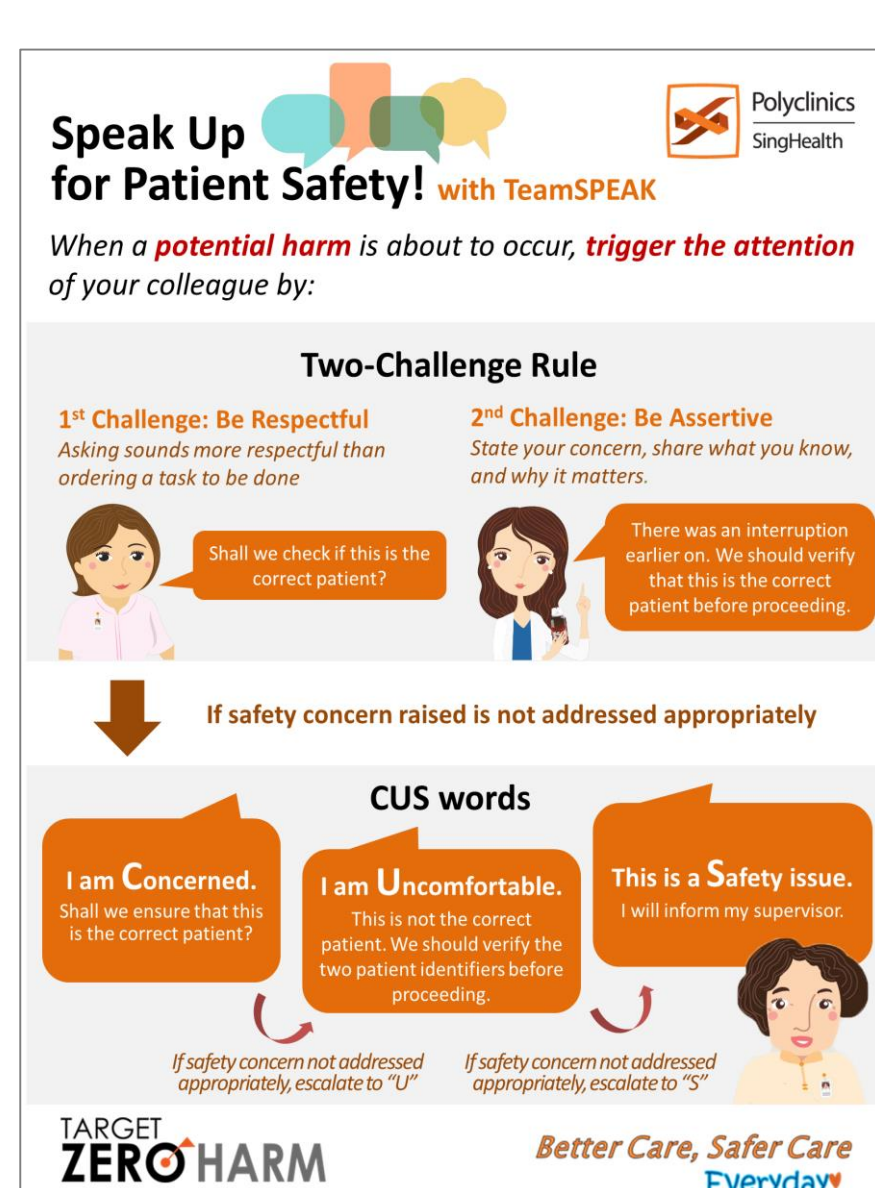 Speak Up
for Patient Safety! with TeamSPEAK
Polyclinics
SingHealth
When a potential harm is about to occur, trigger the attention
of your colleague by:
Two-Challenge Rule
1st Challenge: Be Respectful
Asking sounds more respectful than
ordering a task to be done
Shall we check if this is the
correct patient?
2nd Challenge: Be Assertive
State your concern, share what you know,
and why it matters.
There was an interruption
earlier on. We should verify
that this is the correct
patient before proceeding.
If safety concern raised is not addressed appropriately
CUS words
I am Concerned.
Shall we ensure that this
is the correct patient?
I am Uncomfortable.
This is not the correct
patient. We should verify the
two patient identifiers before
proceeding.
This is a Safety issue.
I will inform my supervisor.
If safety concern not addressed
appropriately, escalate to “U”
If safety concern not addressed
appropriately, escalate to “S”
TARGET
ZERO HARM
Better Care, Safer Care
Everyday